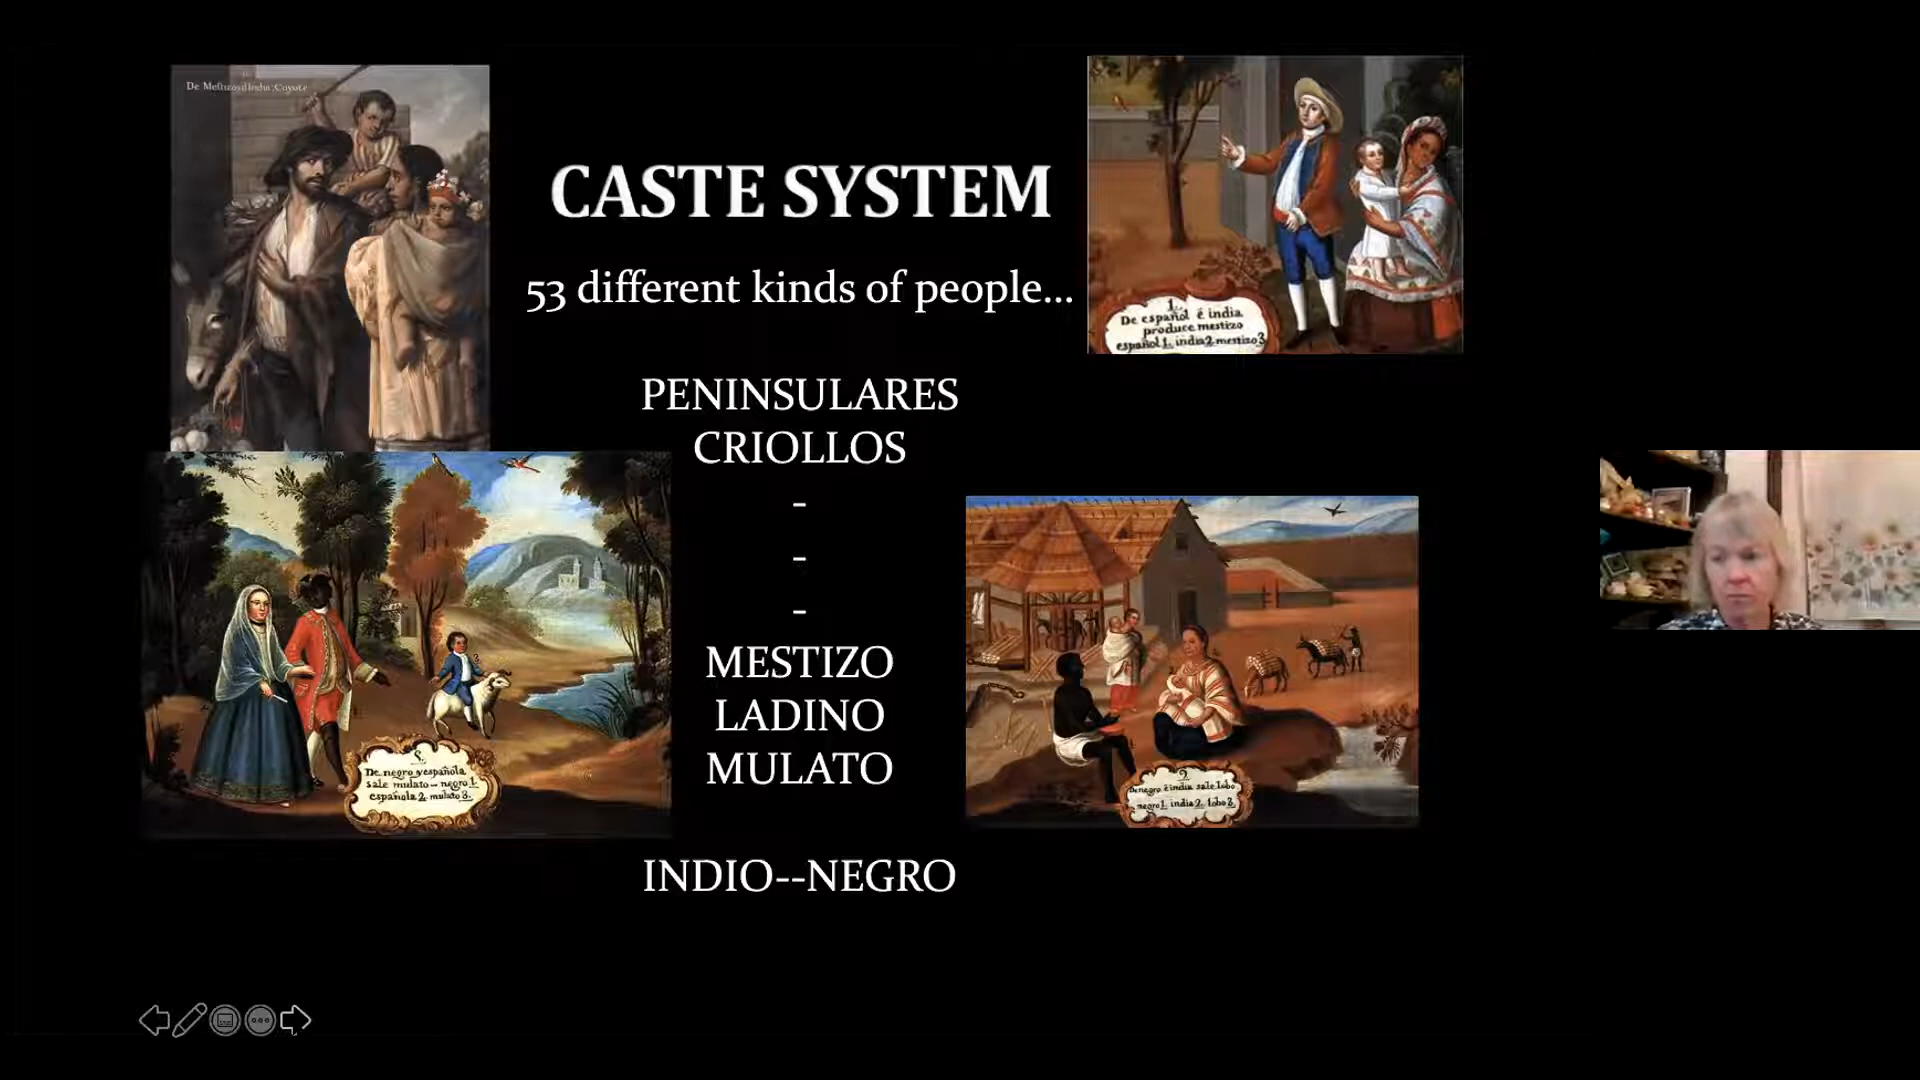 De Mestizo y d India: Coyote
CASTE SYSTEM
53 different kinds of people...
1.
De español é india
produce mestizo
español 1. india 2 mestizo 3
PENINSULARES
CRIOLLOS
-
-
-
MESTIZO
LADINO
MULATO
INDIO--NEGRO
5.
De negro y española
sale mulato - negro 1.
española 2. mulato 3.
9.
De negro é india sale lobo
negro 1. india 2. lobo 3.